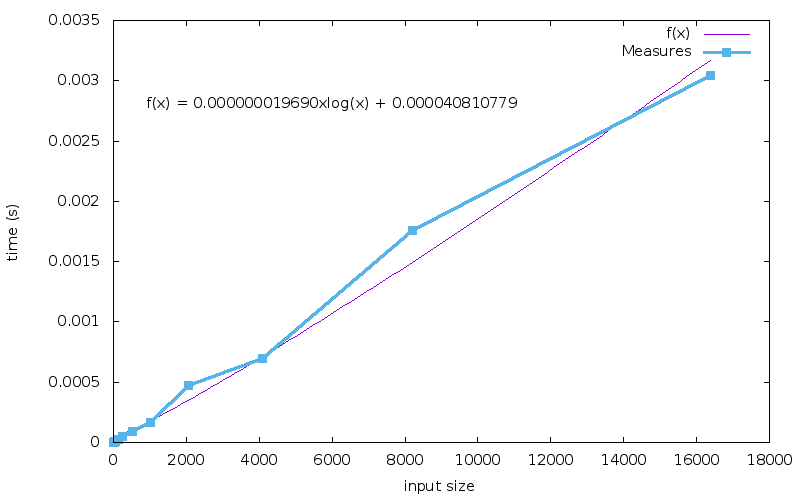 0.0035
f(x)
Measures
0.003
f(x) = 0.000000019690xlog(x) + 0.000040810779
0.0025
0.002
time (s)
0.0015
0.001
0.0005
0
0 2000 4000 6000 8000 10000 12000 14000 16000 18000
input size